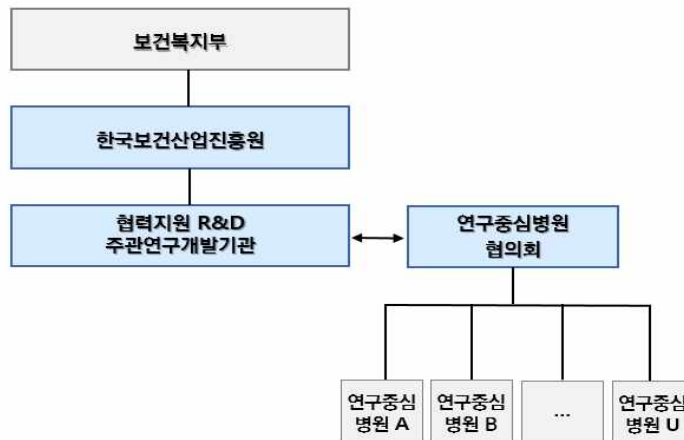 보건복지부
한국보건산업진흥원
협력지원 R&D
주관연구개발기관
연구중심병원
협의회
연구중심
병원 A
연구중심
병원 B
...
연구중심
병원 U